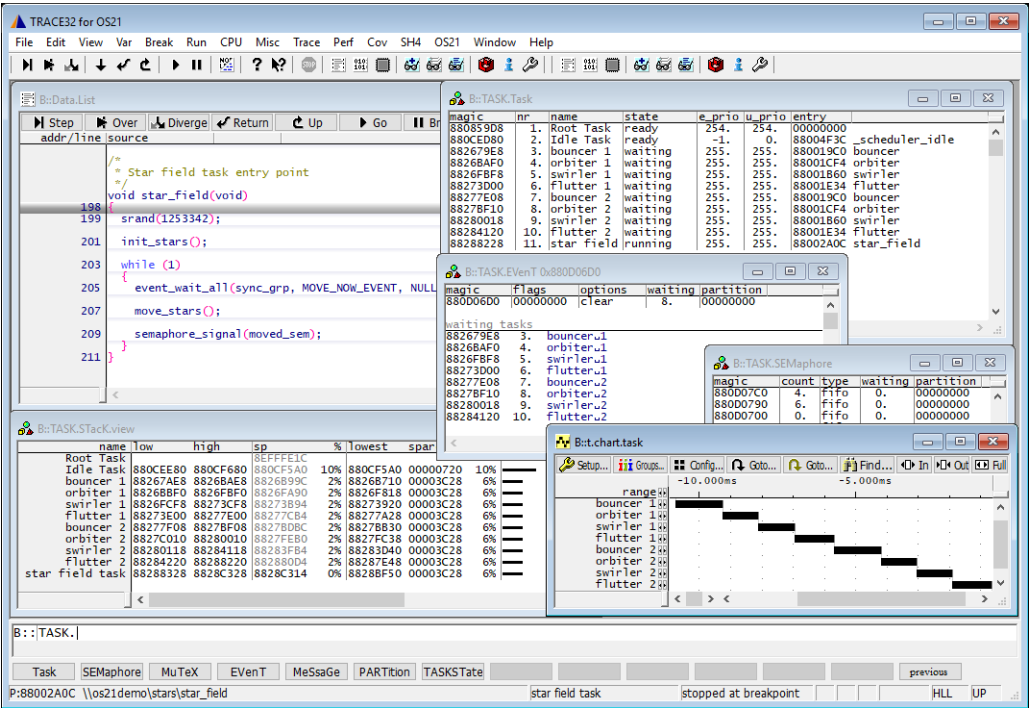 TRACE32 for OS21
File Edit View Var Break Run CPU Misc Trace Perf Cov SH4 OS21 Window Help
B::Data.List
Step Over Diverge Return Up Go Br
addr/line source
/*
* Star field task entry point
*/
void star_field(void)
198 {
199 srand(1253342);
201 init_stars();
203 while (1)
{
205 event_wait_all(sync_grp, MOVE_NOW_EVENT, NULL
207 move_stars();
209 semaphore_signal(moved_sem);
}
211 }
B::TASK.Task
magic nr name state e_prio u_prio entry
880859D8 1. Root Task ready 254. 254. 00000000
880CED80 2. Idle Task ready -1. 0. 88004F3C _scheduler_idle
882679E8 3. bouncer 1 waiting 255. 255. 880019C0 bouncer
8826BAF0 4. orbiter 1 waiting 255. 255. 88001CF4 orbiter
8826FBF8 5. swirler 1 waiting 255. 255. 88001B60 swirler
88273D00 6. flutter 1 waiting 255. 255. 88001E34 flutter
88277E08 7. bouncer 2 waiting 255. 255. 880019C0 bouncer
8827BF10 8. orbiter 2 waiting 255. 255. 88001CF4 orbiter
88280018 9. swirler 2 waiting 255. 255. 88001B60 swirler
88284120 10. flutter 2 waiting 255. 255. 88001E34 flutter
88288228 11. star field running 255. 255. 88002A0C star_field
B::TASK.EVenT 0x880D06D0
magic flags options waiting partition
880D06D0 00000000 clear 8. 00000000
waiting tasks
882679E8 3. bouncer␣1
8826BAF0 4. orbiter␣1
8826FBF8 5. swirler␣1
88273D00 6. flutter␣1
88277E08 7. bouncer␣2
8827BF10 8. orbiter␣2
88280018 9. swirler␣2
88284120 10. flutter␣2
B::TASK.SEMaphore
magic count type waiting partition
880D07C0 4. fifo 0. 00000000
880D0790 6. fifo 0. 00000000
880D0700 0. fifo 0. 00000000
B::TASK.STacK.view
name low high sp % lowest spar
Root Task 8EFFFE1C
Idle Task 880CEE80 880CF680 880CF5A0 10% 880CF5A0 00000720 10%
bouncer 1 88267AE8 8826BAE8 8826B99C 2% 8826B710 00003C28 6%
orbiter 1 8826BBF0 8826FBF0 8826FA90 2% 8826F818 00003C28 6%
swirler 1 8826FCF8 88273CF8 88273B94 2% 88273920 00003C28 6%
flutter 1 88273E00 88277E00 88277CB4 2% 88277A28 00003C28 6%
bouncer 2 88277F08 8827BF08 8827BDBC 2% 8827BB30 00003C28 6%
orbiter 2 8827C010 88280010 8827FEB0 2% 8827FC38 00003C28 6%
swirler 2 88280118 88284118 88283FB4 2% 88283D40 00003C28 6%
flutter 2 88284220 88288220 882880D4 2% 88287E48 00003C28 6%
star field task 88288328 8828C328 8828C314 0% 8828BF50 00003C28 6%
B::t.chart.task
Setup... Groups... Config... Goto... Goto... Find... In Out Full
-10.000ms -5.000ms
range
bouncer 1
orbiter 1
swirler 1
flutter 1
bouncer 2
orbiter 2
swirler 2
flutter 2
B::TASK.
Task SEMaphore MuTeX EVenT MeSsaGe PARTition TASKSTate previous
P:88002A0C \\os21demo\stars\star_field star field task stopped at breakpoint HLL UP